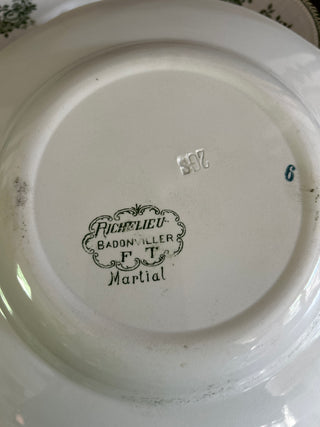 RICHELIEU
BADONVILLER
F T
Martial
6